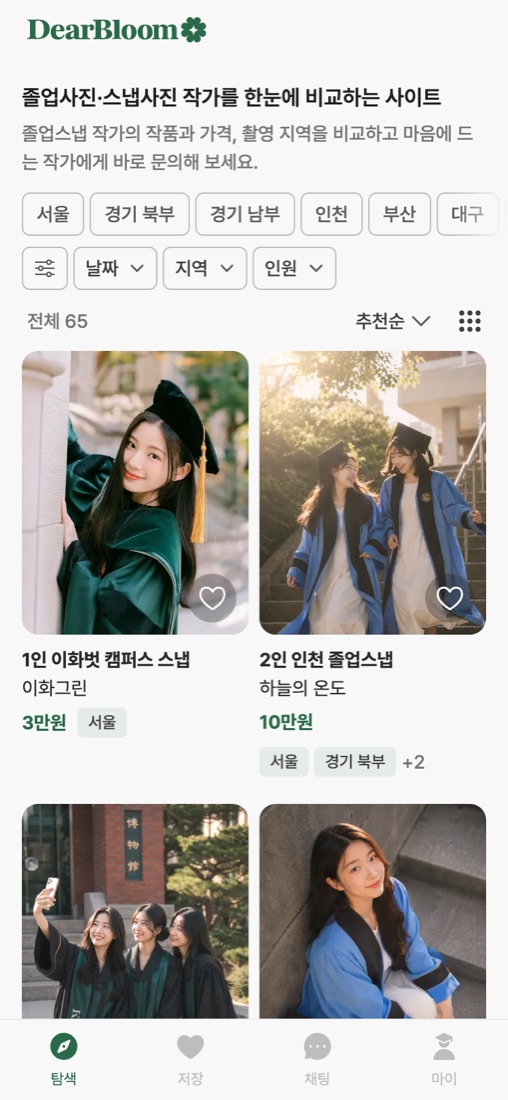 DearBloom
졸업사진·스냅사진 작가를 한눈에 비교하는 사이트
졸업스냅 작가의 작품과 가격, 촬영 지역을 비교하고 마음에 드
는 작가에게 바로 문의해 보세요.
서울 경기 북부 경기 남부 인천 부산 대구
날짜 지역 인원
전체 65 추천순
1인 이화벗 캠퍼스 스냅
이화그린
3만원 서울
2인 인천 졸업스냅
하늘의 온도
10만원
서울 경기 북부 +2
博物館
탐색 저장 채팅 마이